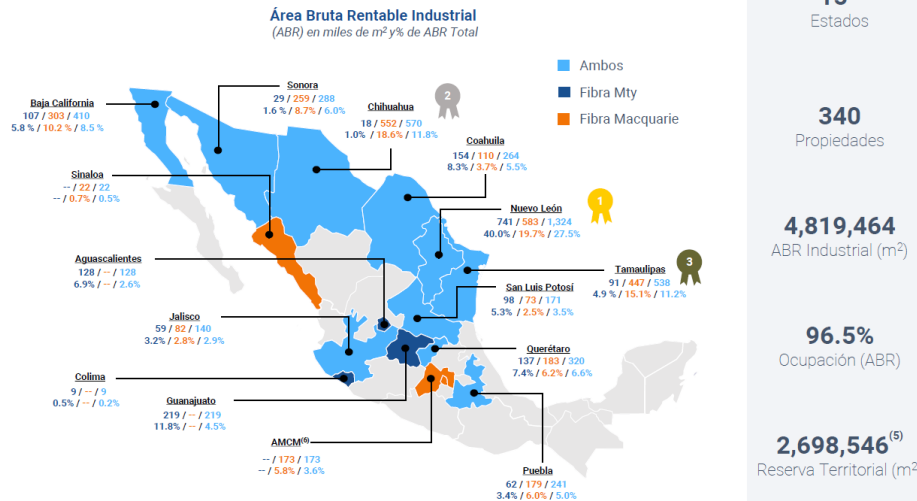 Área Bruta Rentable Industrial
(ABR) en miles de m² y% de ABR Total
Ambos
Fibra Mty
Fibra Macquarie
Baja California
107 / 303 / 410
5.8 % / 10.2 % / 8.5 %
Sonora
29 / 259 / 288
1.6 % / 8.7% / 6.0%
Chihuahua
18 / 552 / 570
1.0% / 18.6% / 11.8%
2
Coahuila
154 / 110 / 264
8.3% / 3.7% / 5.5%
Sinaloa
-- / 22 / 22
-- / 0.7% / 0.5%
Nuevo León
741 / 583 / 1,324
40.0% / 19.7% / 27.5%
1
Aguascalientes
128 / -- / 128
6.9% / -- / 2.6%
Tamaulipas
91 / 447 / 538
4.9 % / 15.1% / 11.2%
3
San Luis Potosí
98 / 73 / 171
5.3% / 2.5% / 3.5%
Jalisco
59 / 82 / 140
3.2% / 2.8% / 2.9%
Querétaro
137 / 183 / 320
7.4% / 6.2% / 6.6%
Colima
9 / -- / 9
0.5% / -- / 0.2%
Guanajuato
219 / -- / 219
11.8% / -- / 4.5%
AMCM(6)
-- / 173 / 173
-- / 5.8% / 3.6%
Puebla
62 / 179 / 241
3.4% / 6.0% / 5.0%
Estados
340
Propiedades
4,819,464
ABR Industrial (m²)
96.5%
Ocupación (ABR)
2,698,546(5)
Reserva Territorial (m²